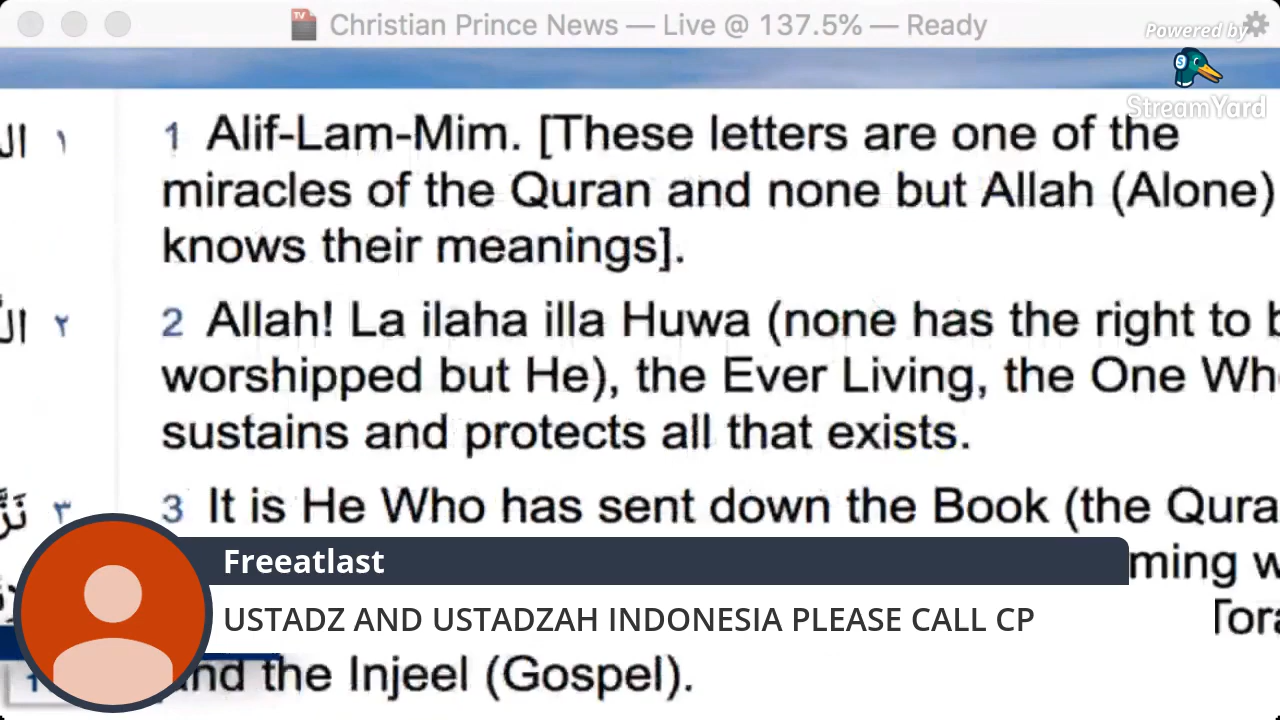 Christian Prince News — Live @ 137.5% — Ready
Powered by
StreamYard
١
1 Alif-Lam-Mim. [These letters are one of the
miracles of the Quran and none but Allah (Alone)
knows their meanings].
٢
2 Allah! La ilaha illa Huwa (none has the right to
worshipped but He), the Ever Living, the One
sustains and protects all that exists.
٣
3 It is He Who has sent down the Book (the
Freeatlast
USTADZ AND USTADZAH INDONESIA PLEASE CALL CP
and the Injeel (Gospel).